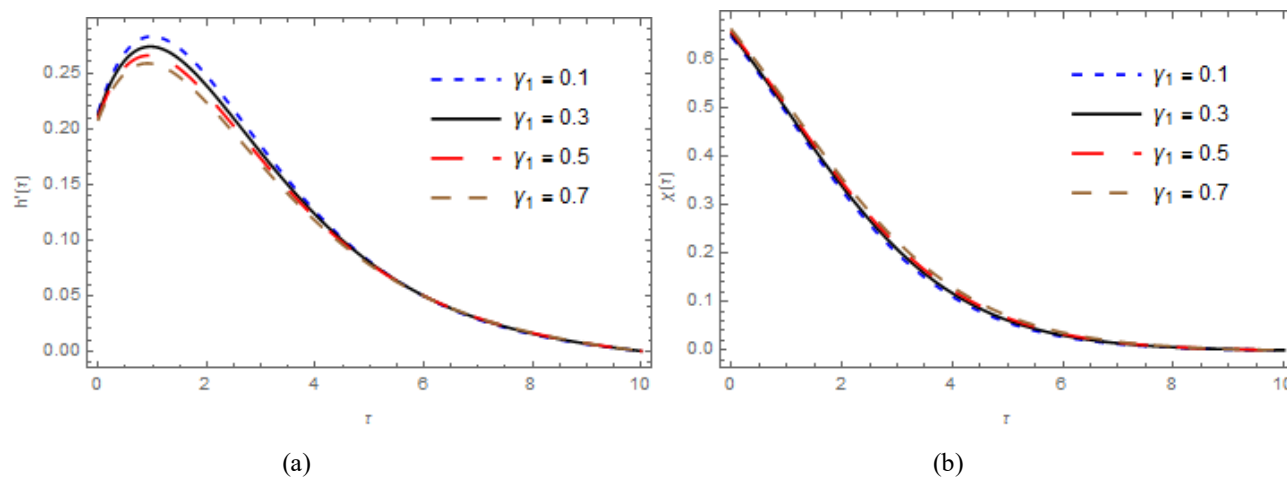 h'(τ)
0.25
0.20
0.15
0.10
0.05
0.00
γ₁ = 0.1
γ₁ = 0.3
γ₁ = 0.5
γ₁ = 0.7
0 2 4 6 8 10
τ
(a)
χ(τ)
0.6
0.5
0.4
0.3
0.2
0.1
0.0
γ₁ = 0.1
γ₁ = 0.3
γ₁ = 0.5
γ₁ = 0.7
0 2 4 6 8 10
τ
(b)